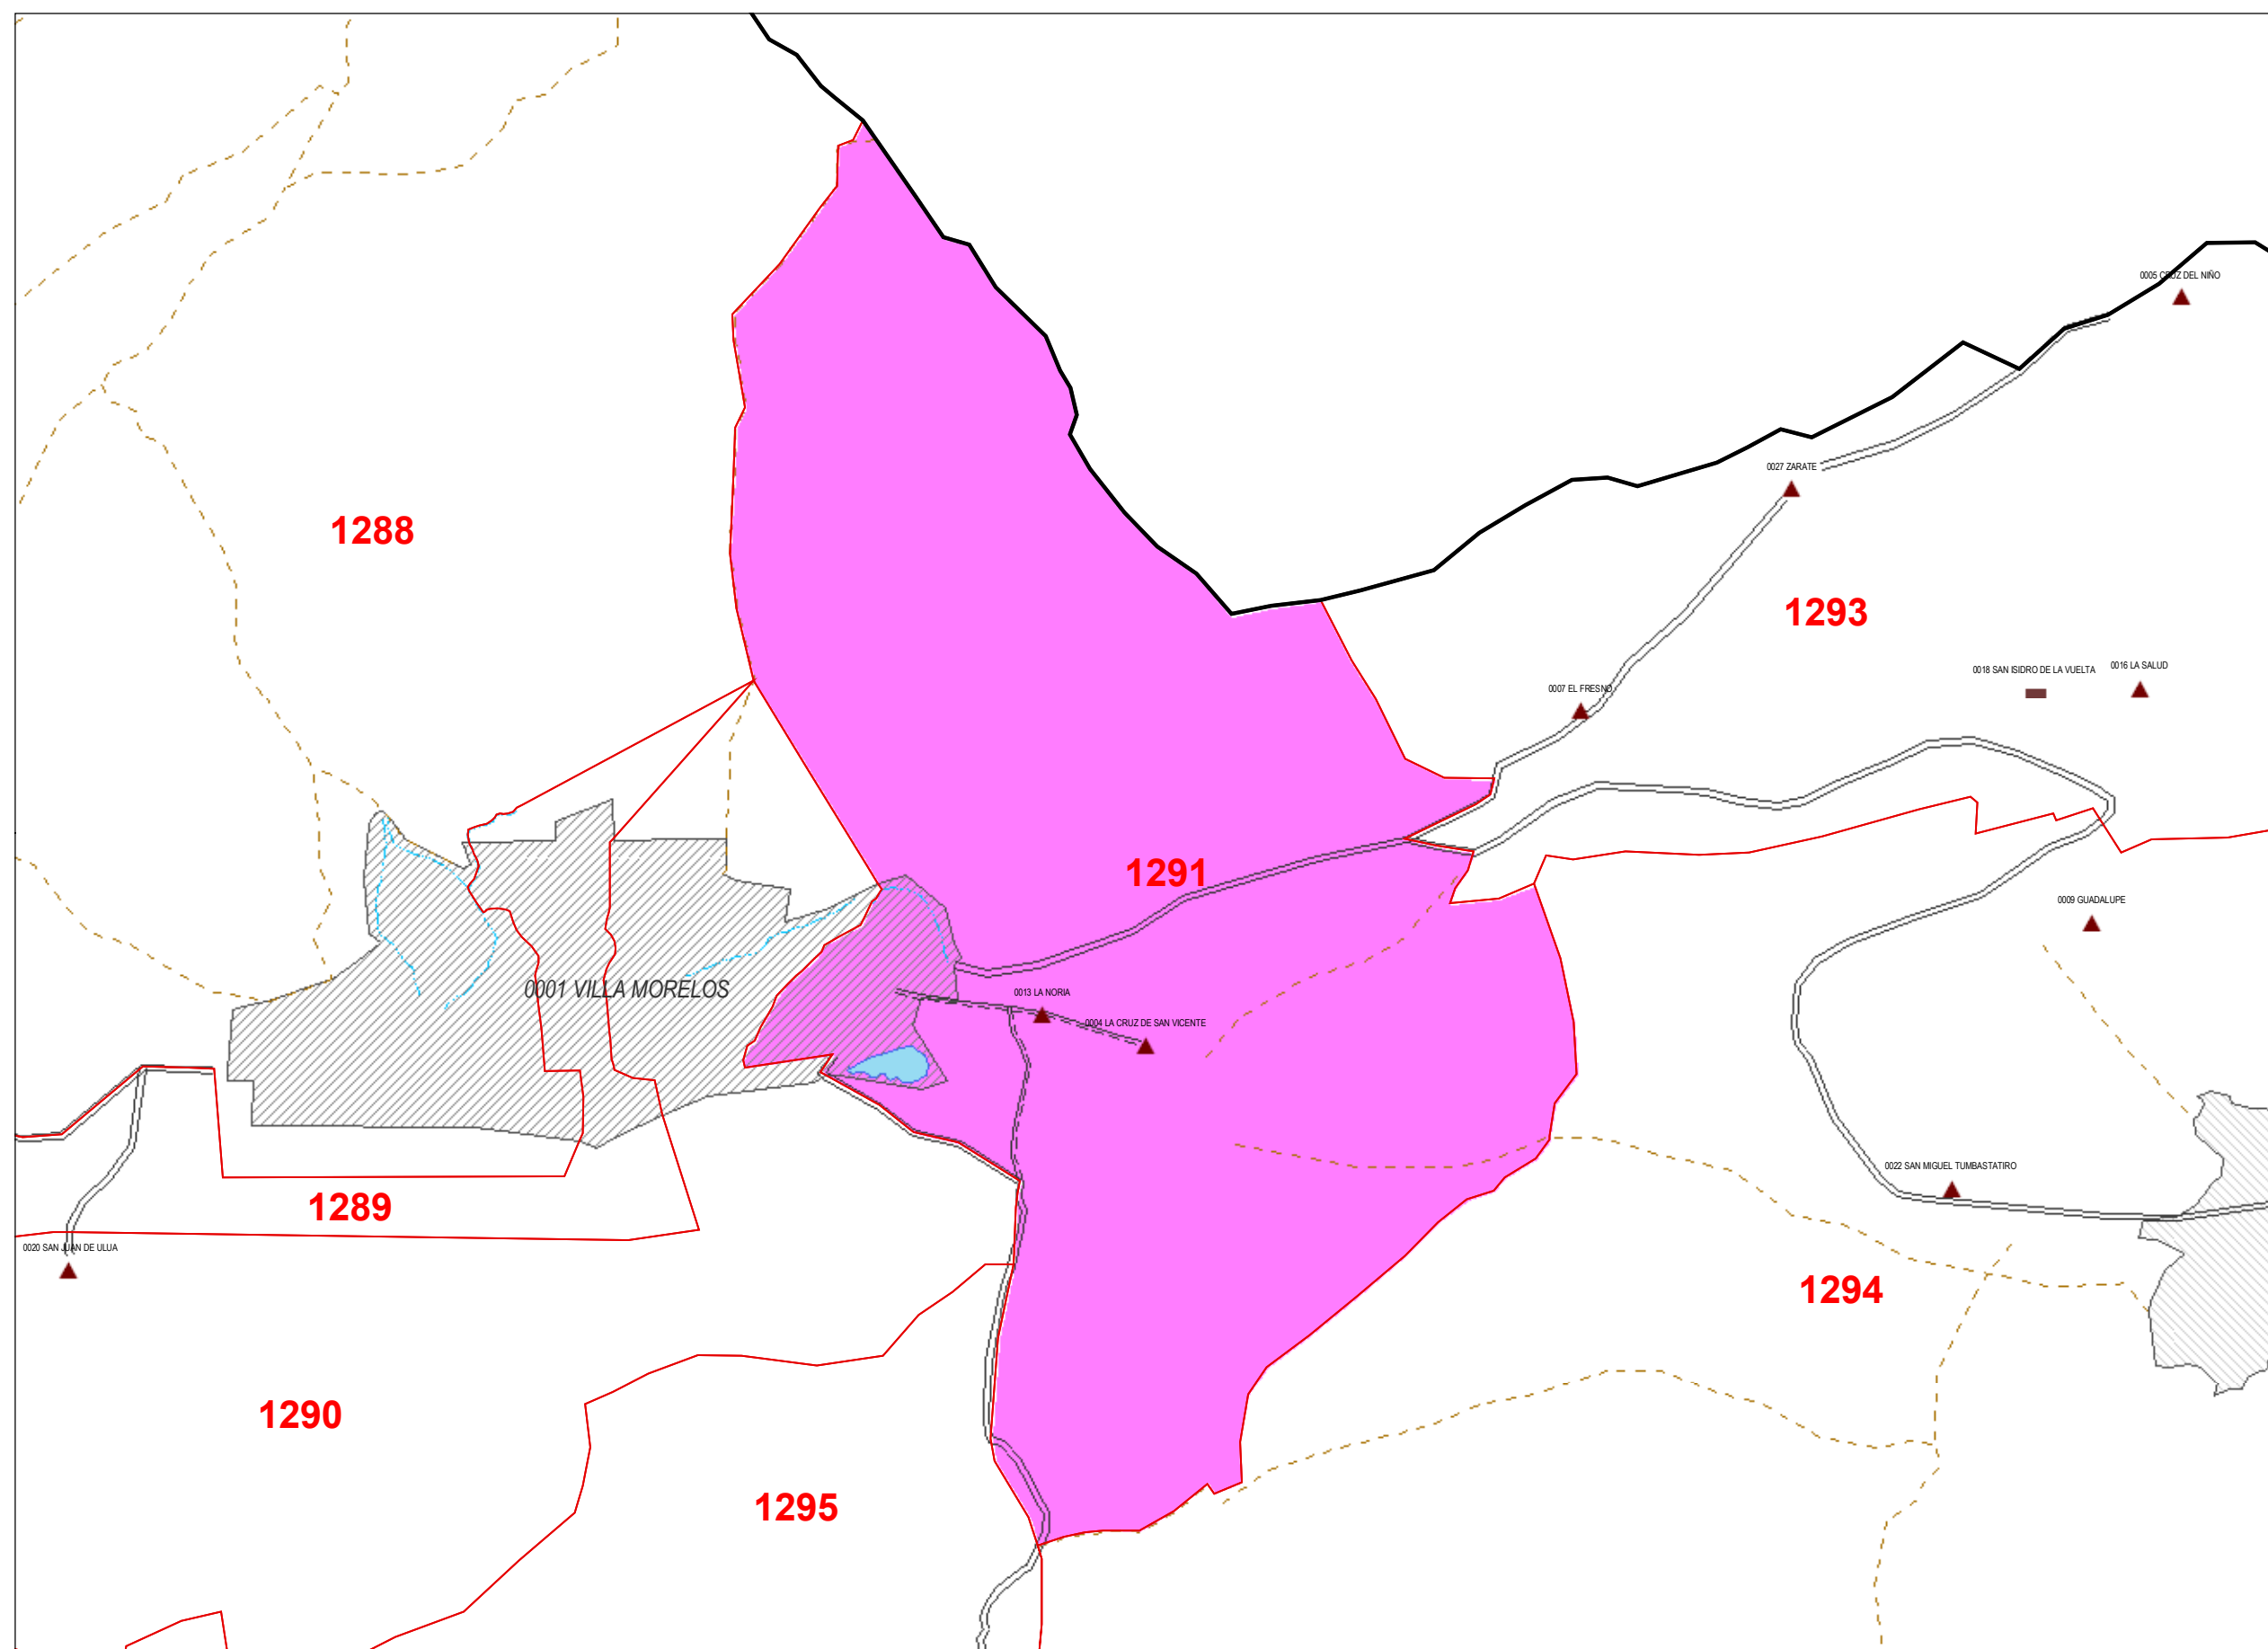 0005 CRUZ DEL NIÑO
0027 ZARATE
1288
1293
0018 SAN ISIDRO DE LA VUELTA
0016 LA SALUD
0007 EL FRESNO
1291
0009 GUADALUPE
0001 VILLA MORELOS
0013 LA NORIA
0004 LA CRUZ DE SAN VICENTE
0022 SAN MIGUEL TUMBASTATIRO
1289
0020 SAN JUAN DE ULUA
1294
1290
1295